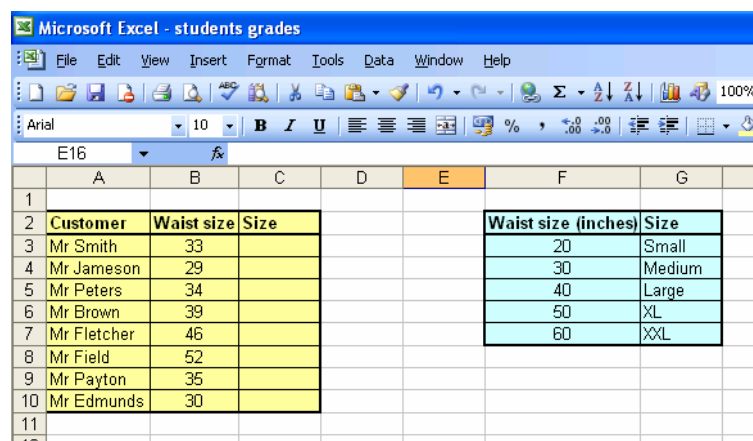 Microsoft Excel - students grades
File Edit View Insert Format Tools Data Window Help
ABC Σ A Z Z A 100%
Arial 10 B I U % , .00 .0
E16 fx
A B C D E F G
1
2 Customer Waist size Size Waist size (inches) Size
3 Mr Smith 33 20 Small
4 Mr Jameson 29 30 Medium
5 Mr Peters 34 40 Large
6 Mr Brown 39 50 XL
7 Mr Fletcher 46 60 XXL
8 Mr Field 52
9 Mr Payton 35
10 Mr Edmunds 30
11